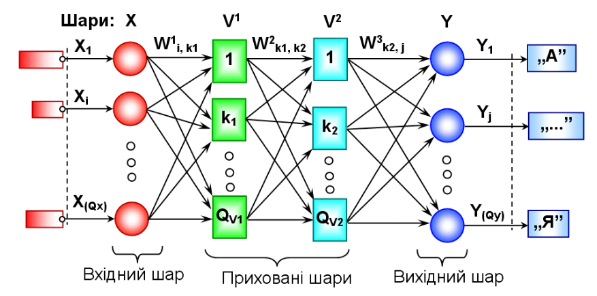 Шари: X V¹ V² Y
X₁ W¹ᵢ, ₖ₁ 1 W²ₖ₁, ₖ₂ 1 W³ₖ₂, ⱼ Y₁ „А”
Xᵢ k₁ k₂ Yⱼ „...”
X₍Qx₎ Qᵥ₁ Qᵥ₂ Y₍Qy₎ „Я”
Вхідний шар Приховані шари Вихідний шар